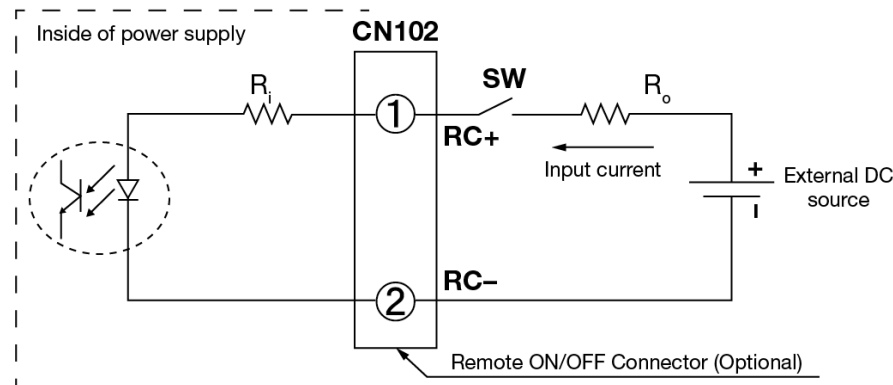 Inside of power supply
CN102
Ri
1
SW
Ro
RC+
Input current
+
External DC
source
RC−
2
Remote ON/OFF Connector (Optional)